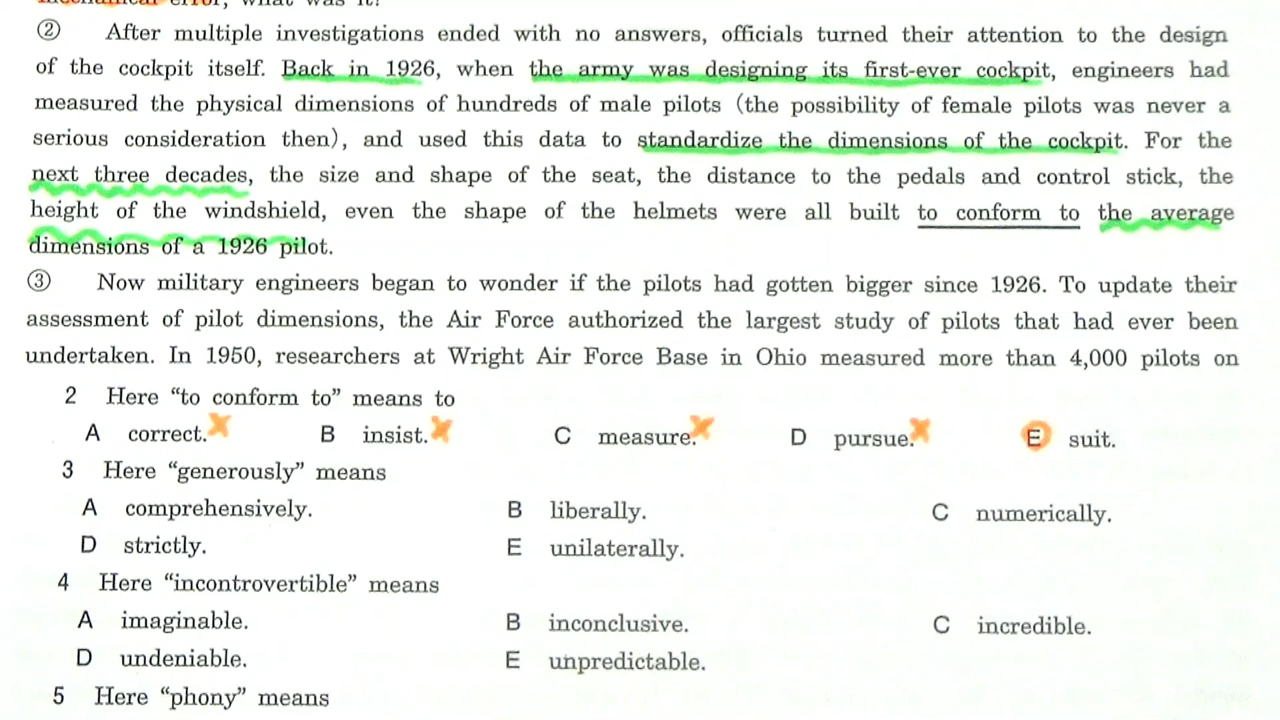 mechanical error, what was it?
② After multiple investigations ended with no answers, officials turned their attention to the design
of the cockpit itself. Back in 1926, when the army was designing its first-ever cockpit, engineers had
measured the physical dimensions of hundreds of male pilots (the possibility of female pilots was never a
serious consideration then), and used this data to standardize the dimensions of the cockpit. For the
next three decades, the size and shape of the seat, the distance to the pedals and control stick, the
height of the windshield, even the shape of the helmets were all built to conform to the average
dimensions of a 1926 pilot.
③ Now military engineers began to wonder if the pilots had gotten bigger since 1926. To update their
assessment of pilot dimensions, the Air Force authorized the largest study of pilots that had ever been
undertaken. In 1950, researchers at Wright Air Force Base in Ohio measured more than 4,000 pilots on
2 Here “to conform to” means to
A correct. B insist. C measure. D pursue. E suit.
3 Here “generously” means
A comprehensively. B liberally. C numerically.
D strictly. E unilaterally.
4 Here “incontrovertible” means
A imaginable. B inconclusive. C incredible.
D undeniable. E unpredictable.
5 Here “phony” means